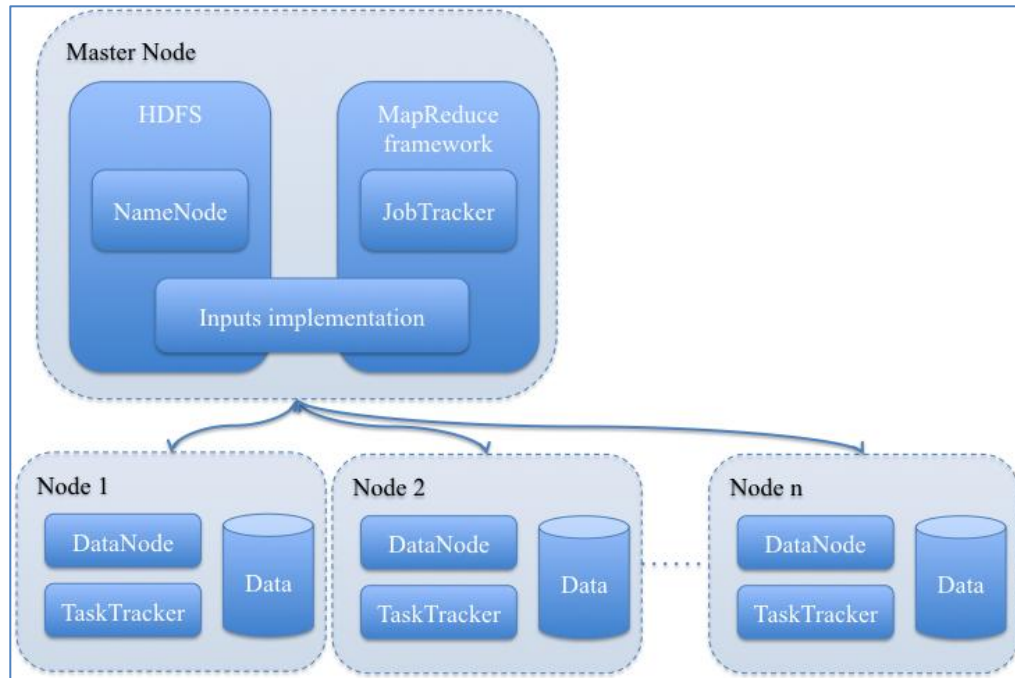 Master Node
HDFS
MapReduce
framework
NameNode
JobTracker
Inputs implementation
Node 1
DataNode
TaskTracker
Data
Node 2
DataNode
TaskTracker
Data
Node n
DataNode
TaskTracker
Data